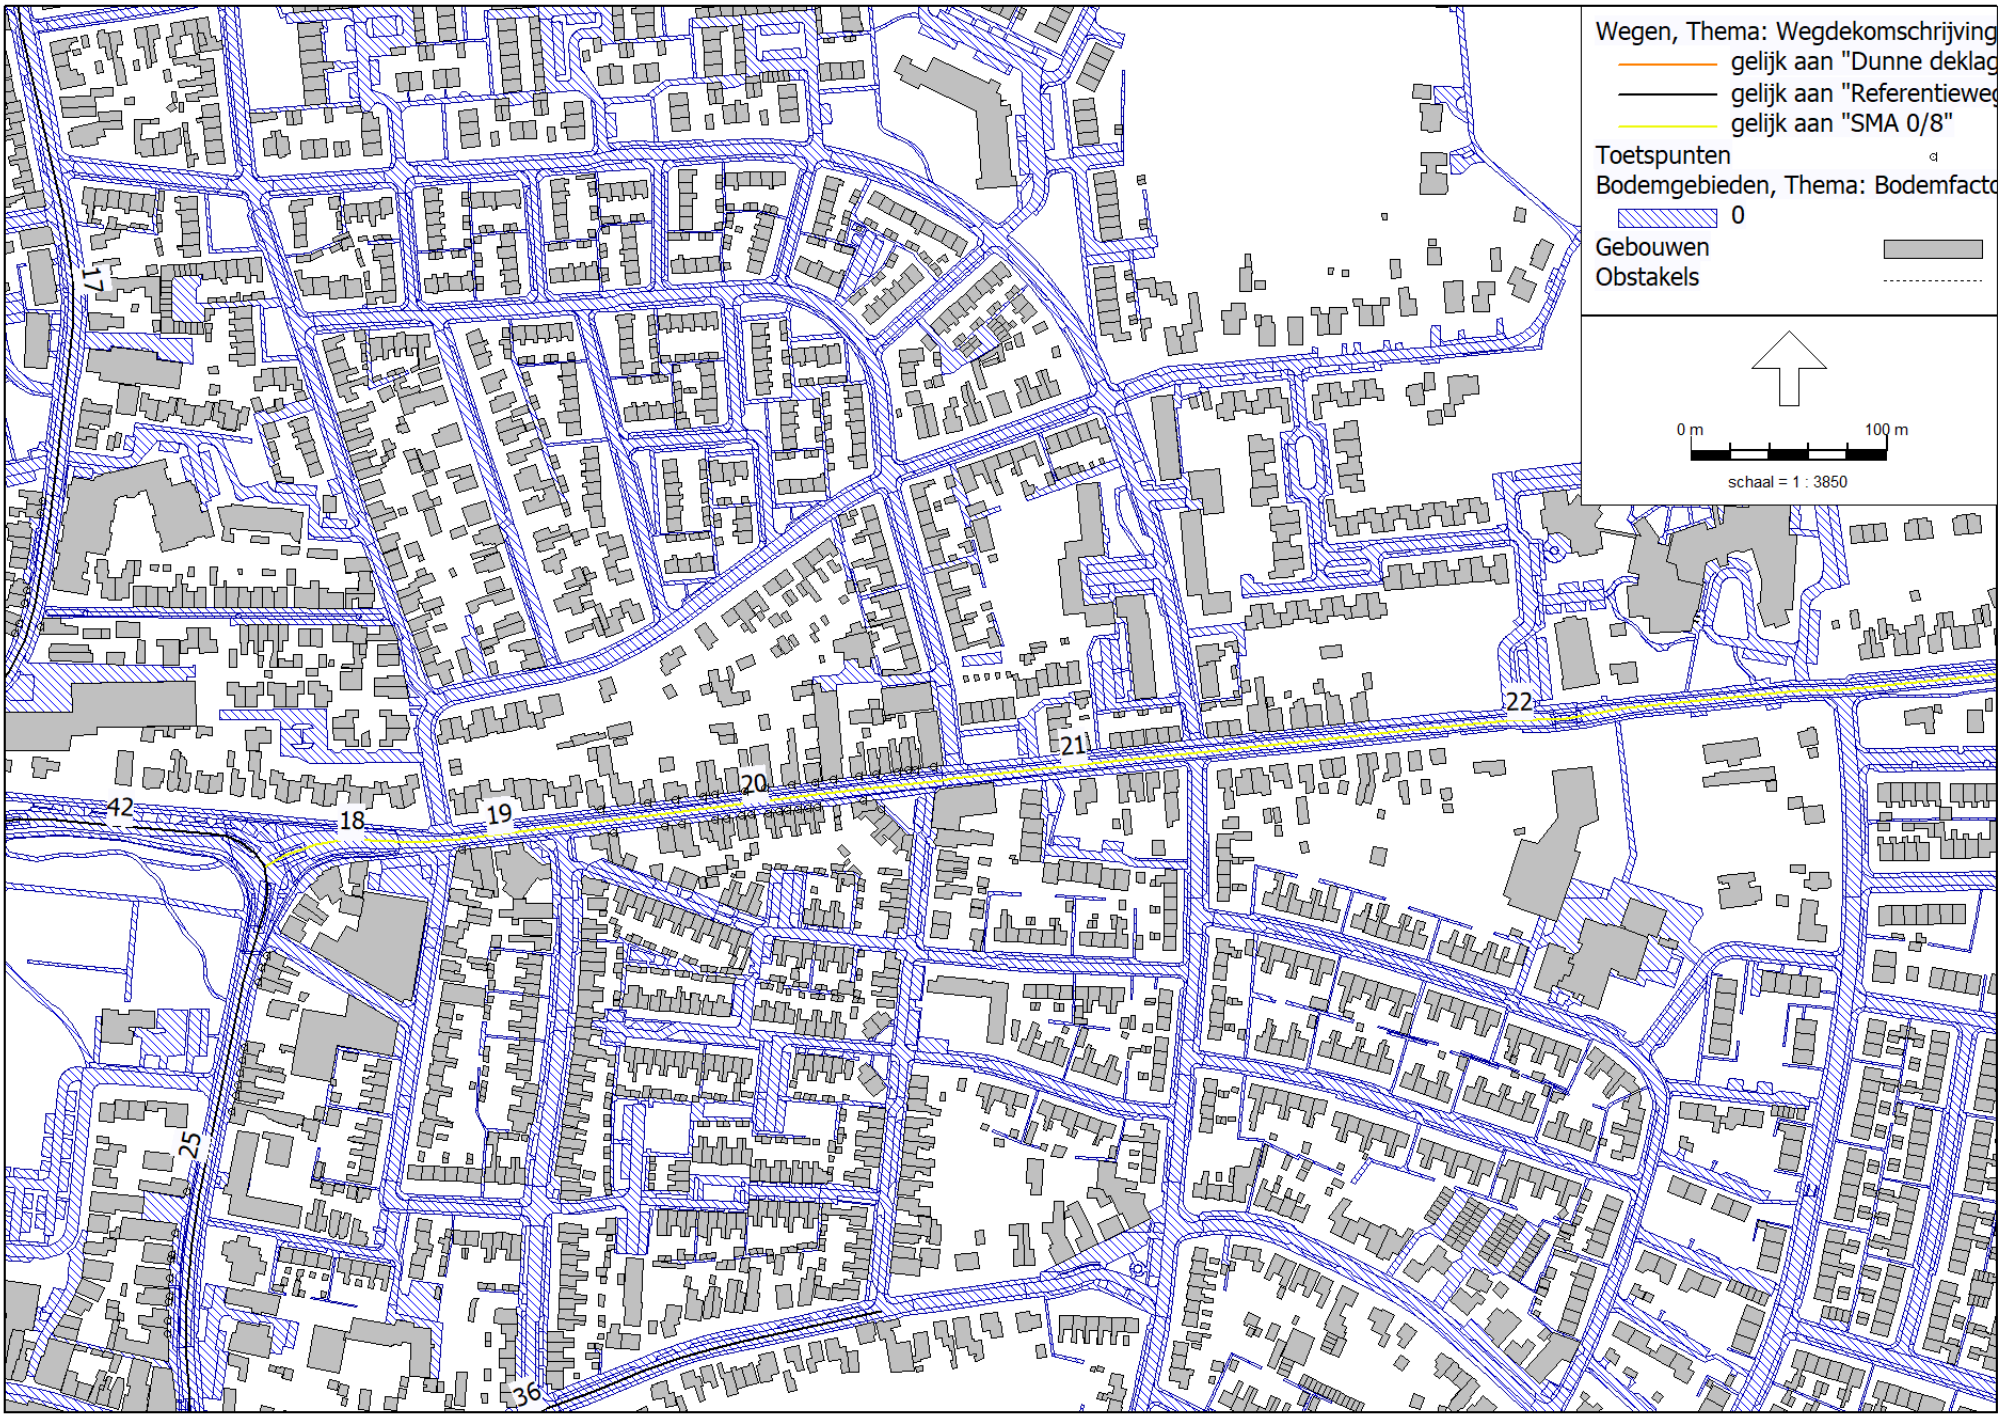 Wegen, Thema: Wegdekomschrijving
gelijk aan "Dunne deklag
gelijk aan "Referentieweg
gelijk aan "SMA 0/8"
Toetspunten
Bodemgebieden, Thema: Bodemfacto
0
Gebouwen
Obstakels
0 m 100 m
schaal = 1 : 3850
17
22
21
20
19
18
42
25
36